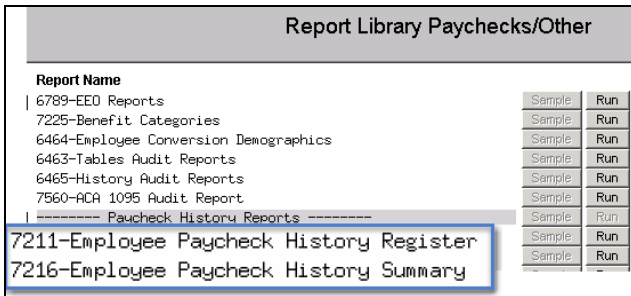 Report Library Paychecks/Other
Report Name
| 6789-EEO Reports Sample Run
7225-Benefit Categories Sample Run
6464-Employee Conversion Demographics Sample Run
6463-Tables Audit Reports Sample Run
6465-History Audit Reports Sample Run
7560-ACA 1095 Audit Report Sample Run
| -------- Paycheck History Reports -------- Sample Run
7211-Employee Paycheck History Register Sample Run
7216-Employee Paycheck History Summary Sample Run